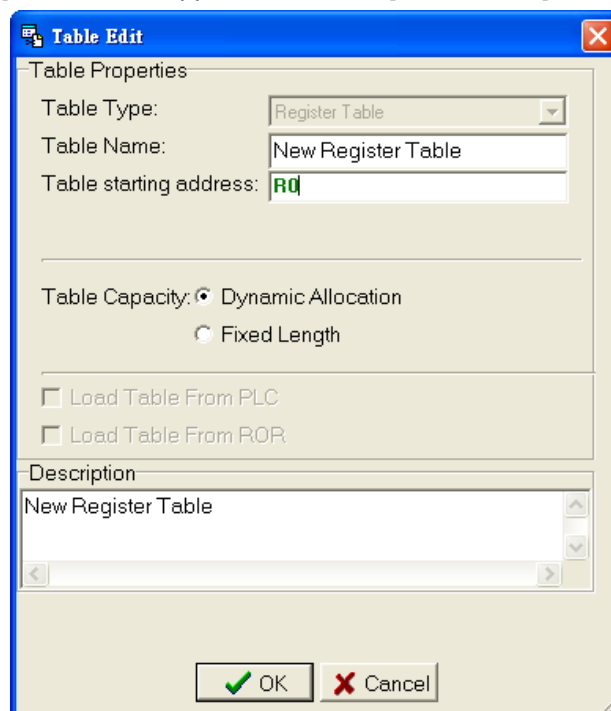 Table Edit
Table Properties
Table Type: Register Table
Table Name: New Register Table
Table starting address: R0
Table Capacity: Dynamic Allocation
Fixed Length
Load Table From PLC
Load Table From ROR
Description
New Register Table
OK Cancel